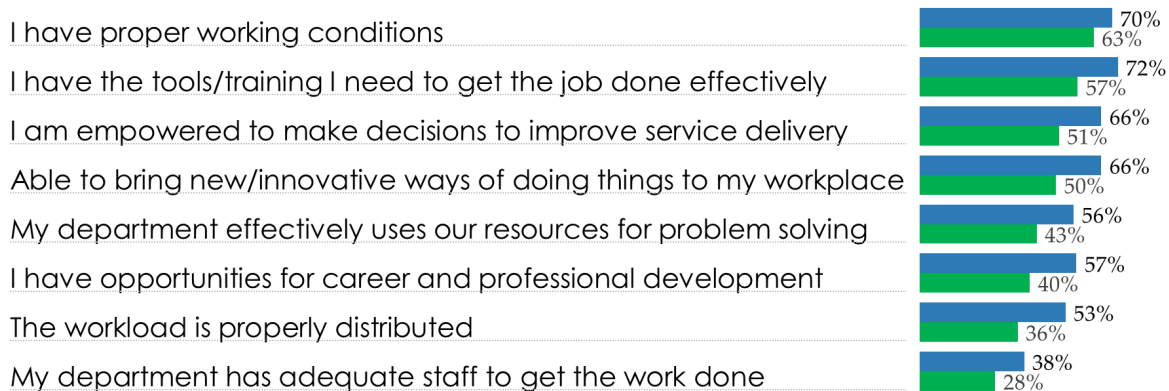 I have proper working conditions 70%
63%
I have the tools/training I need to get the job done effectively 72%
57%
I am empowered to make decisions to improve service delivery 66%
51%
Able to bring new/innovative ways of doing things to my workplace 66%
50%
My department effectively uses our resources for problem solving 56%
43%
I have opportunities for career and professional development 57%
40%
The workload is properly distributed 53%
36%
My department has adequate staff to get the work done 38%
28%